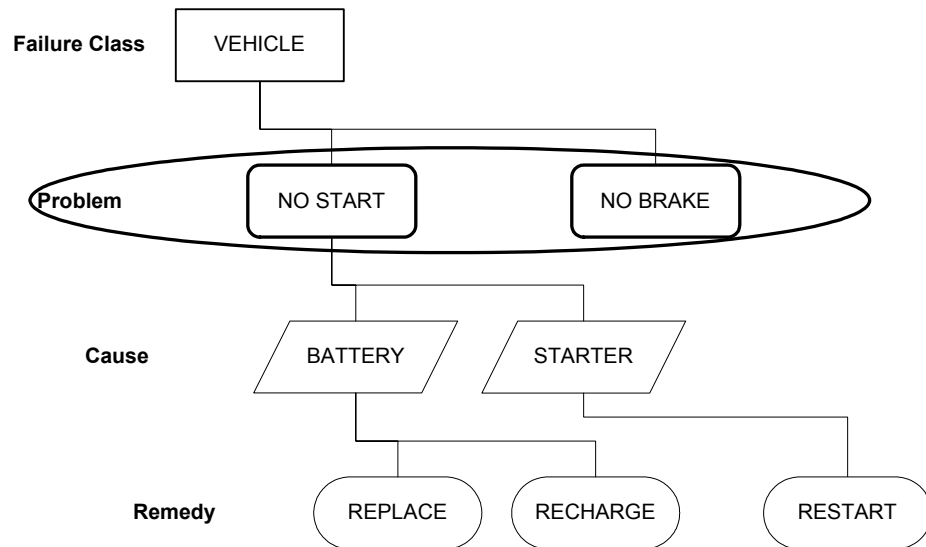 Failure Class
VEHICLE
Problem
NO START
NO BRAKE
Cause
BATTERY
STARTER
Remedy
REPLACE
RECHARGE
RESTART